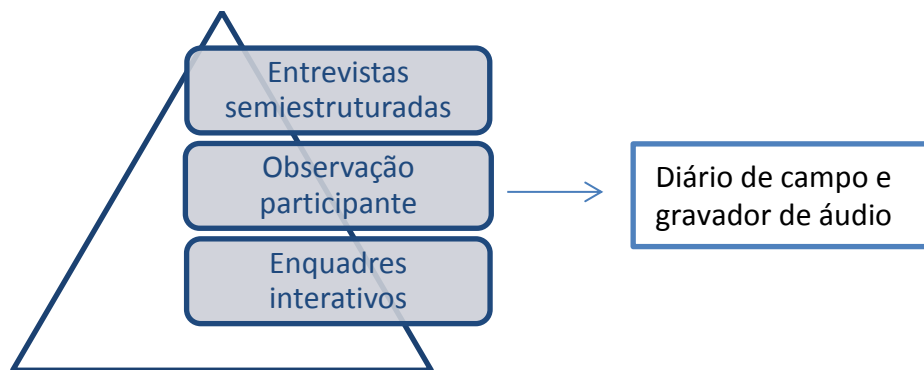 Entrevistas
semiestruturadas
Observação
participante
Enquadres
interativos
Diário de campo e
gravador de áudio